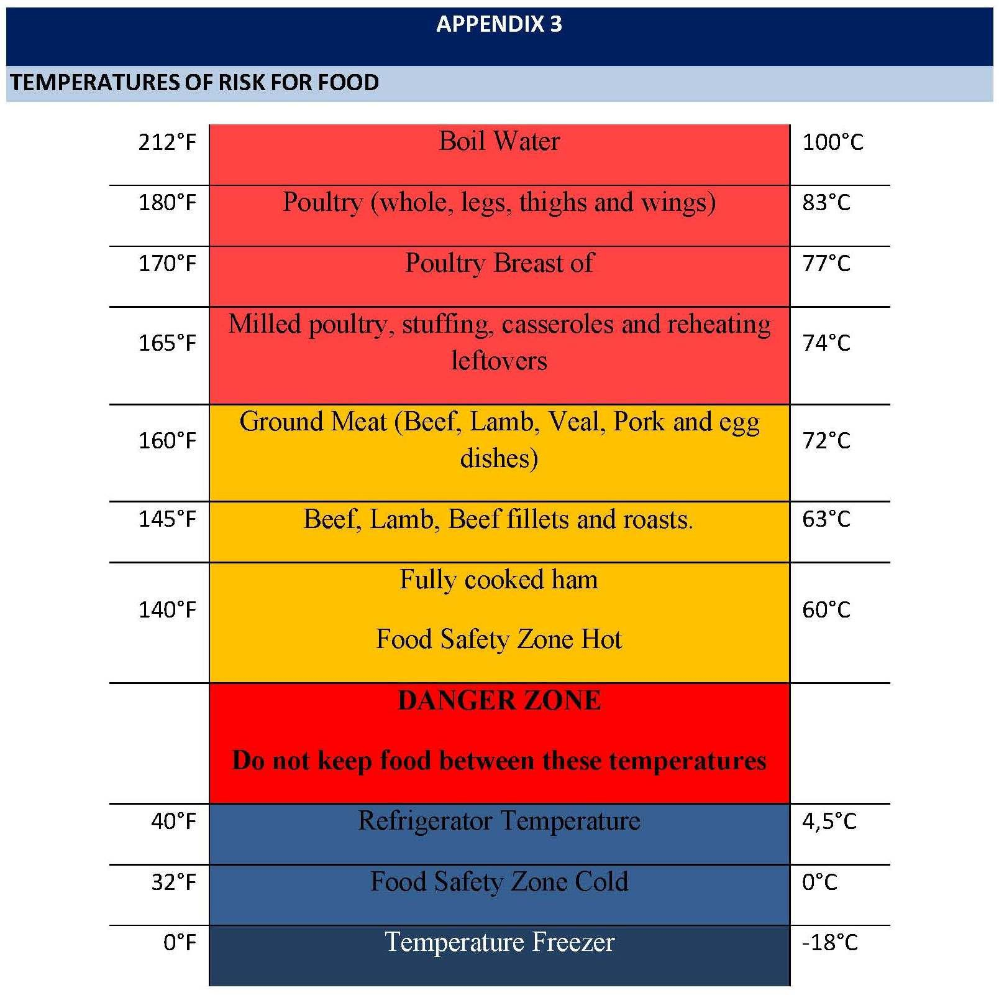 APPENDIX 3
TEMPERATURES OF RISK FOR FOOD
212°F Boil Water 100°C
180°F Poultry (whole, legs, thighs and wings) 83°C
170°F Poultry Breast of 77°C
165°F Milled poultry, stuffing, casseroles and reheating 74°C
leftovers
160°F Ground Meat (Beef, Lamb, Veal, Pork and egg 72°C
dishes)
145°F Beef, Lamb, Beef fillets and roasts. 63°C
Fully cooked ham
140°F 60°C
Food Safety Zone Hot
DANGER ZONE
Do not keep food between these temperatures
40°F Refrigerator Temperature 4,5°C
32°F Food Safety Zone Cold 0°C
0°F Temperature Freezer -18°C